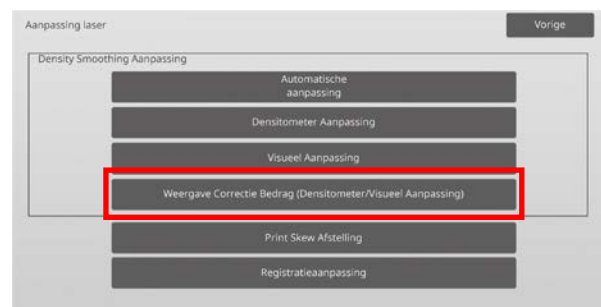 Aanpassing laser
Vorige
Density Smoothing Aanpassing
Automatische
aanpassing
Densitometer Aanpassing
Visueel Aanpassing
Weergave Correctie Bedrag (Densitometer/Visueel Aanpassing)
Print Skew Afstelling
Registratieaanpassing